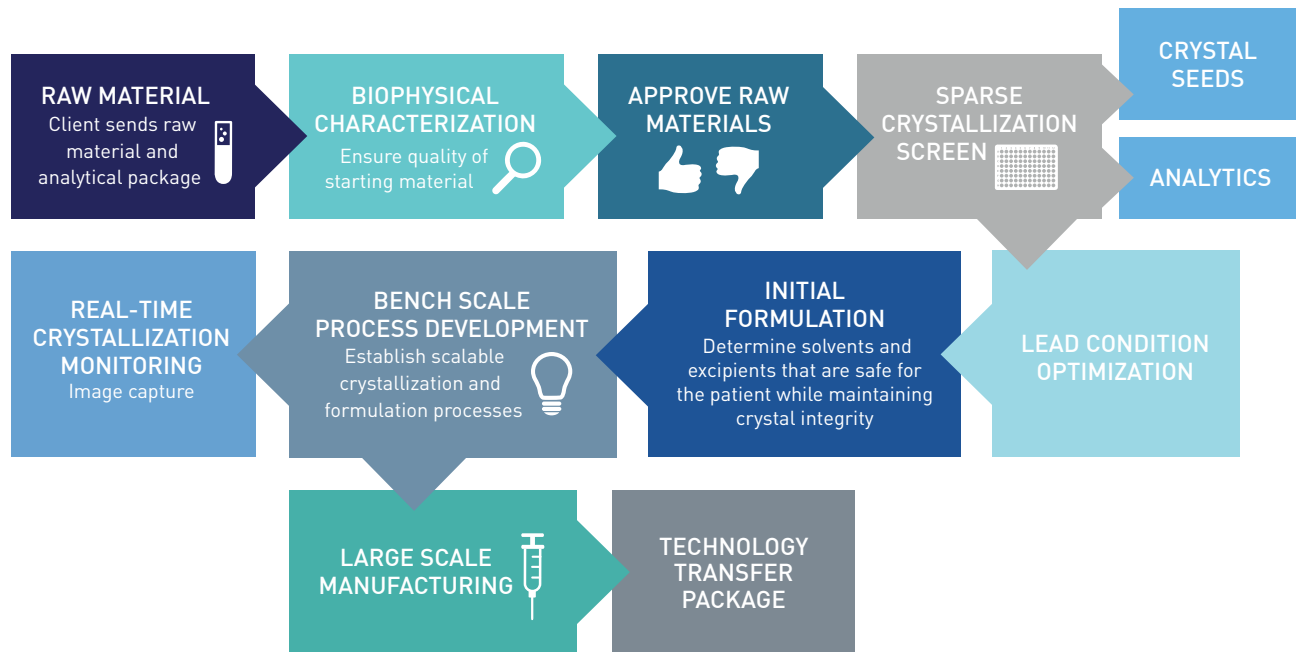 RAW MATERIAL
Client sends raw
material and
analytical package
BIOPHYSICAL
CHARACTERIZATION
Ensure quality of
starting material
APPROVE RAW
MATERIALS
SPARSE
CRYSTALLIZATION
SCREEN
CRYSTAL
SEEDS
ANALYTICS
REAL-TIME
CRYSTALLIZATION
MONITORING
Image capture
BENCH SCALE
PROCESS DEVELOPMENT
Establish scalable
crystallization and
formulation processes
INITIAL
FORMULATION
Determine solvents and
excipients that are safe for
the patient while maintaining
crystal integrity
LEAD CONDITION
OPTIMIZATION
LARGE SCALE
MANUFACTURING
TECHNOLOGY
TRANSFER
PACKAGE